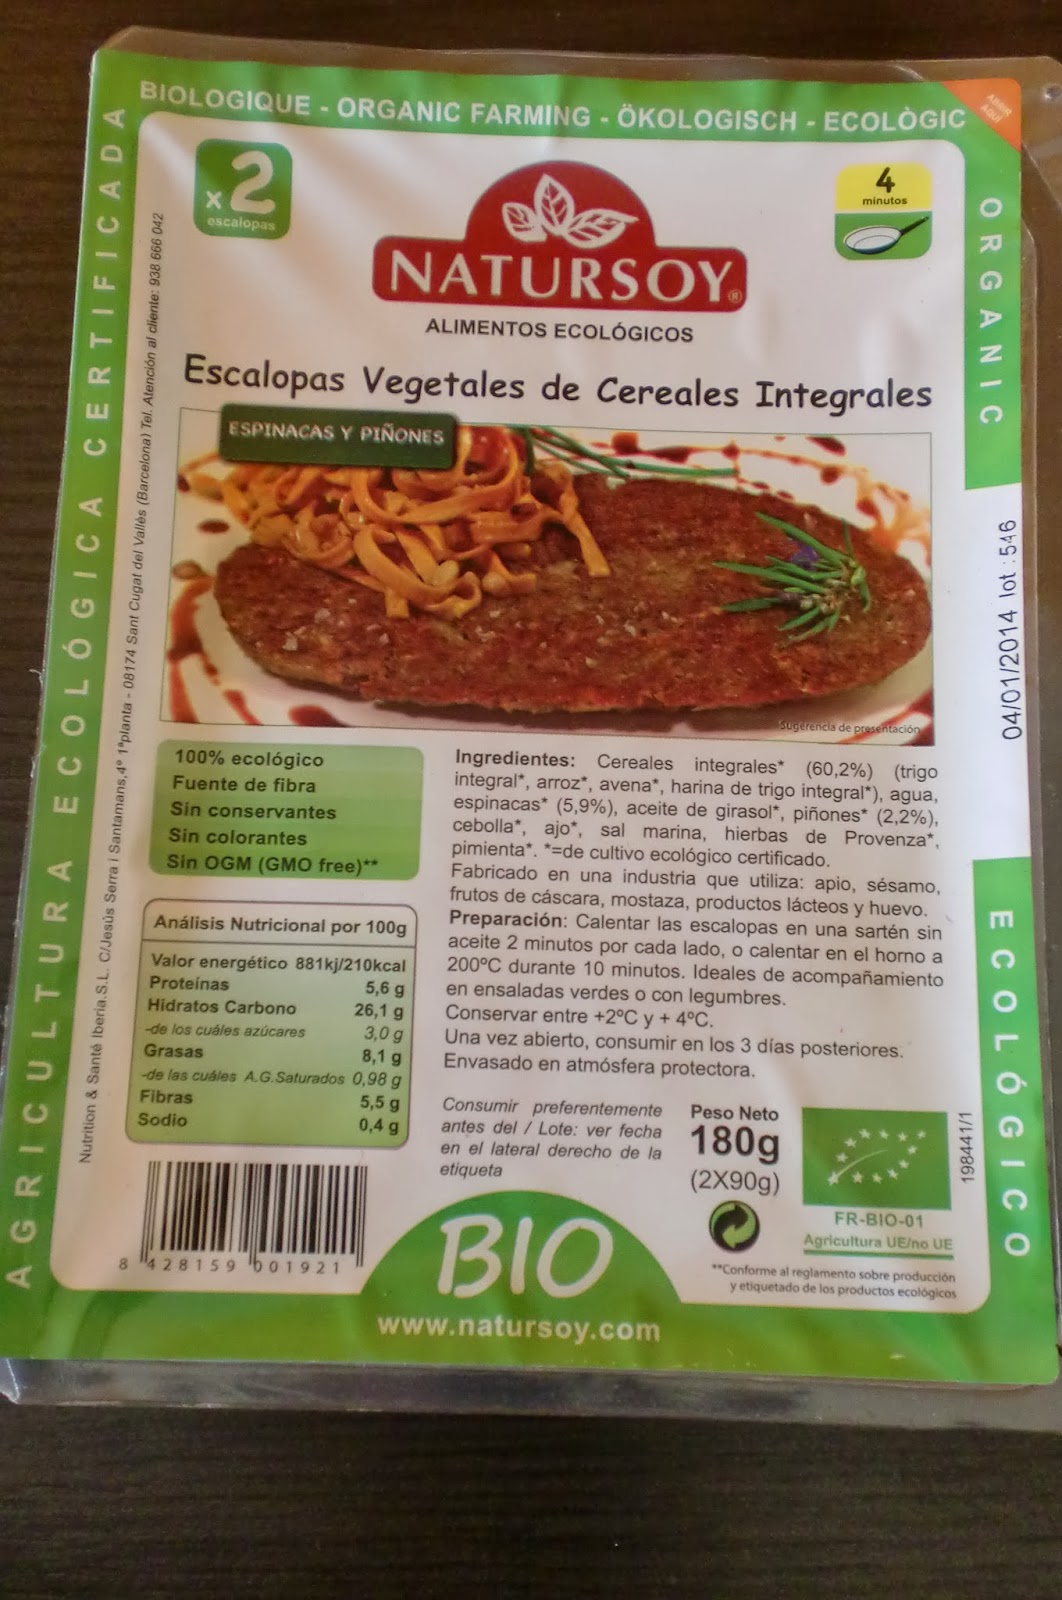 BIOLOGIQUE - ORGANIC FARMING - ÖKOLOGISCH - ECOLÒGIC
ABRIR
AQUÍ
x2
escalopas
4
minutos
NATURSOY®
ALIMENTOS ECOLÓGICOS
Escalopas Vegetales de Cereales Integrales
ESPINACAS Y PIÑONES
Sugerencia de presentación
100% ecológico
Fuente de fibra
Sin conservantes
Sin colorantes
Sin OGM (GMO free)**
Análisis Nutricional por 100g
Valor energético 881kj/210kcal
Proteínas 5,6 g
Hidratos Carbono 26,1 g
-de los cuáles azúcares 3,0 g
Grasas 8,1 g
-de las cuáles A.G.Saturados 0,98 g
Fibras 5,5 g
Sodio 0,4 g
Ingredientes: Cereales integrales* (60,2%) (trigo
integral*, arroz*, avena*, harina de trigo integral*), agua,
espinacas* (5,9%), aceite de girasol*, piñones* (2,2%),
cebolla*, ajo*, sal marina, hierbas de Provenza*,
pimienta*. *=de cultivo ecológico certificado.
Fabricado en una industria que utiliza: apio, sésamo,
frutos de cáscara, mostaza, productos lácteos y huevo.
Preparación: Calentar las escalopas en una sartén sin
aceite 2 minutos por cada lado, o calentar en el horno a
200ºC durante 10 minutos. Ideales de acompañamiento
en ensaladas verdes o con legumbres.
Conservar entre +2ºC y + 4ºC.
Una vez abierto, consumir en los 3 días posteriores.
Envasado en atmósfera protectora.
Consumir preferentemente
antes del / Lote: ver fecha
en el lateral derecho de la
etiqueta
Peso Neto
180g
(2X90g)
FR-BIO-01
Agricultura UE/no UE
**Conforme al reglamento sobre producción
y etiquetado de los productos ecológicos
8 428159 001921
BIO
www.natursoy.com
AGRICULTURA ECOLÓGICA CERTIFICADA
Nutrition & Santé Iberia.S.L. C/Jesús Serra i Santamans,4º 1ªplanta - 08174 Sant Cugat del Vallès (Barcelona) Tel. Atención al cliente: 938 666 042
ORGANIC
04/01/2014 lot :546
ECOLÓGICO
198441/1